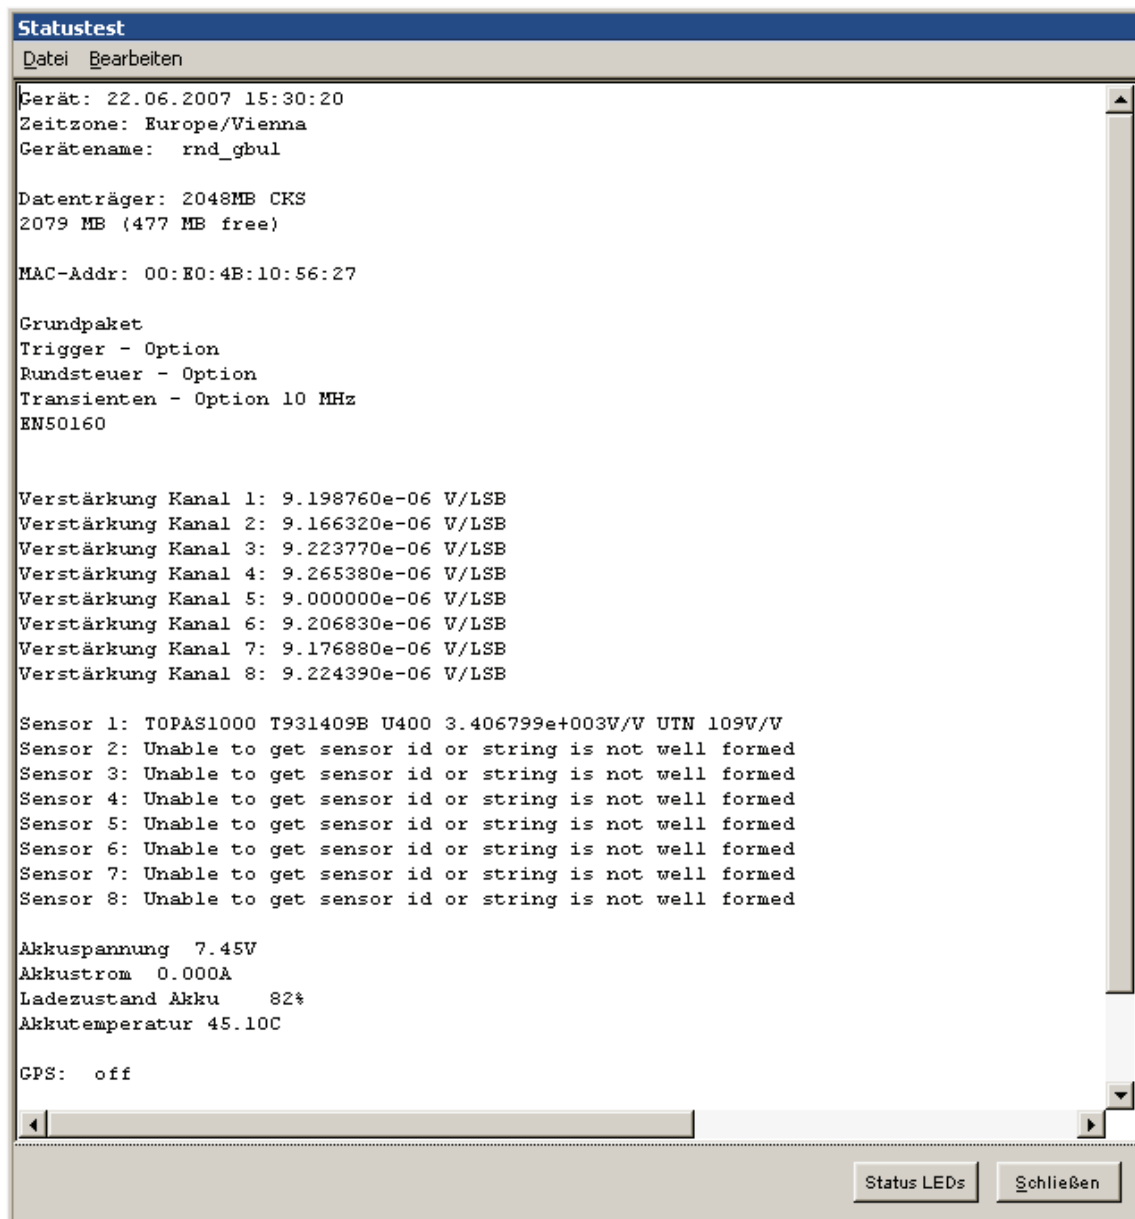 Statustest
Datei Bearbeiten
Gerät: 22.06.2007 15:30:20
Zeitzone: Europe/Vienna
Gerätename: rnd_gbul
Datenträger: 2048MB CKS
2079 MB (477 MB free)
MAC-Addr: 00:E0:4B:10:56:27
Grundpaket
Trigger - Option
Rundsteuer - Option
Transienten - Option 10 MHz
EN50160
Verstärkung Kanal 1: 9.198760e-06 V/LSB
Verstärkung Kanal 2: 9.166320e-06 V/LSB
Verstärkung Kanal 3: 9.223770e-06 V/LSB
Verstärkung Kanal 4: 9.265380e-06 V/LSB
Verstärkung Kanal 5: 9.000000e-06 V/LSB
Verstärkung Kanal 6: 9.206830e-06 V/LSB
Verstärkung Kanal 7: 9.176880e-06 V/LSB
Verstärkung Kanal 8: 9.224390e-06 V/LSB
Sensor 1: TOPAS1000 T931409B U400 3.406799e+003V/V UTN 109V/V
Sensor 2: Unable to get sensor id or string is not well formed
Sensor 3: Unable to get sensor id or string is not well formed
Sensor 4: Unable to get sensor id or string is not well formed
Sensor 5: Unable to get sensor id or string is not well formed
Sensor 6: Unable to get sensor id or string is not well formed
Sensor 7: Unable to get sensor id or string is not well formed
Sensor 8: Unable to get sensor id or string is not well formed
Akkuspannung 7.45V
Akkustrom 0.000A
Ladezustand Akku 82%
Akkutemperatur 45.10C
GPS: off
Status LEDs Schließen